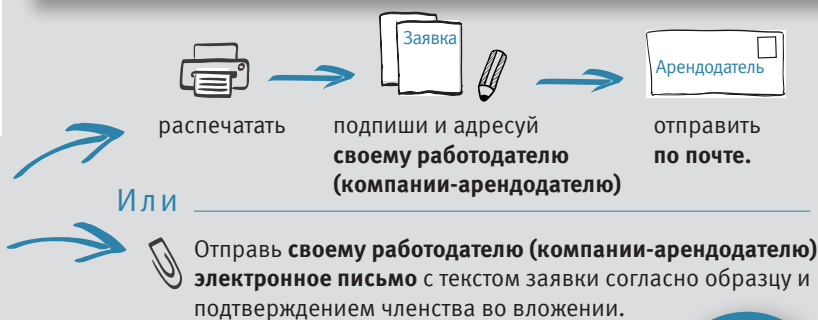 Заявка
Арендодатель
распечатать
подпиши и адресуй
своему работодателю
(компании-арендодателю)
отправить
по почте.
Или
Отправь своему работодателю (компании-арендодателю)
электронное письмо с текстом заявки согласно образцу и
подтверждением членства во вложении.